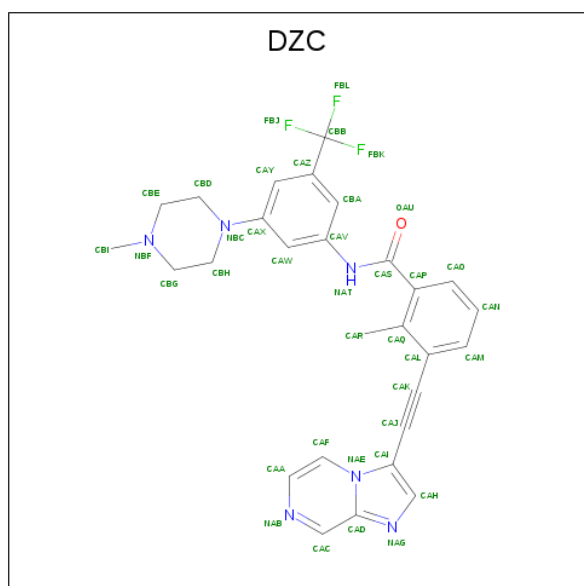 DZC
FBL
F
FBJ F CBB
F FBK
CAZ
CAY CBA OAU
CBE CBD O
N NBC CAX CAV
CBI N NBF CAW CAS CAP CAO
CBH N H CAN
CBG NAT
CAR CAQ
CAL CAM
CAK
CAJ
CAF CAI
CAA NAE N
CAH
NAB N CAD N
CAC NAG